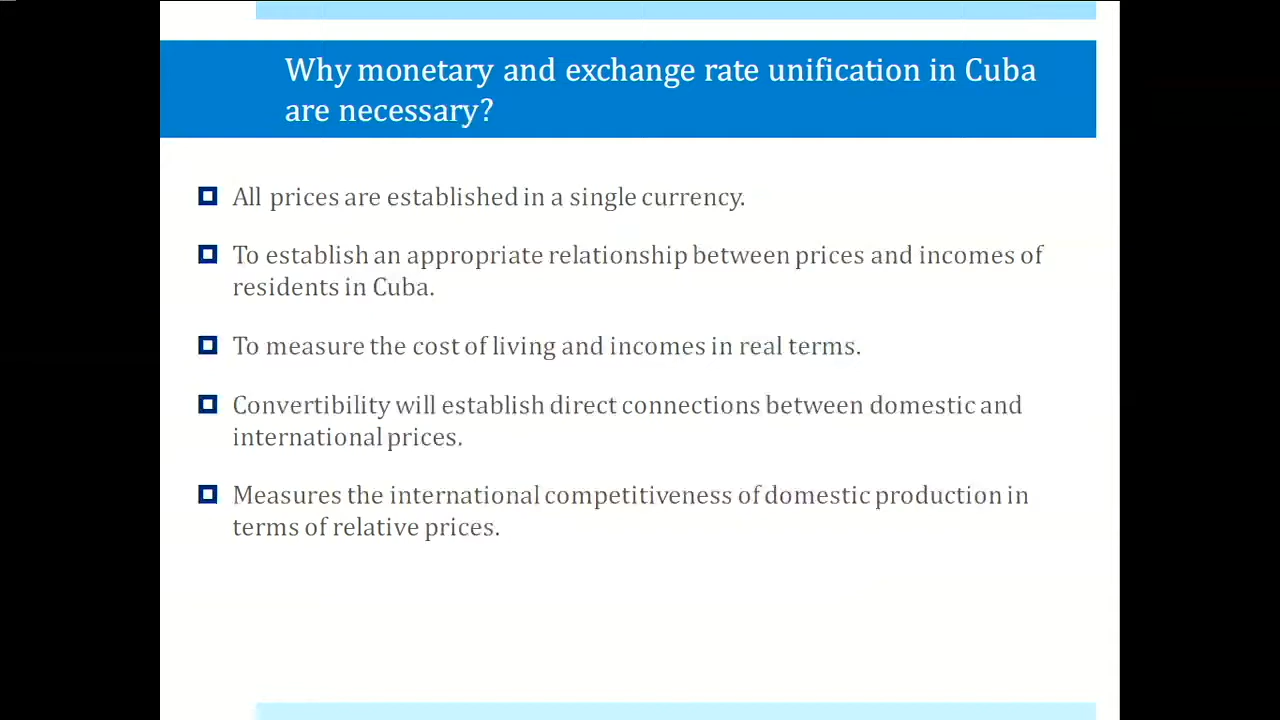 Why monetary and exchange rate unification in Cuba
are necessary?
All prices are established in a single currency.
To establish an appropriate relationship between prices and incomes of
residents in Cuba.
To measure the cost of living and incomes in real terms.
Convertibility will establish direct connections between domestic and
international prices.
Measures the international competitiveness of domestic production in
terms of relative prices.